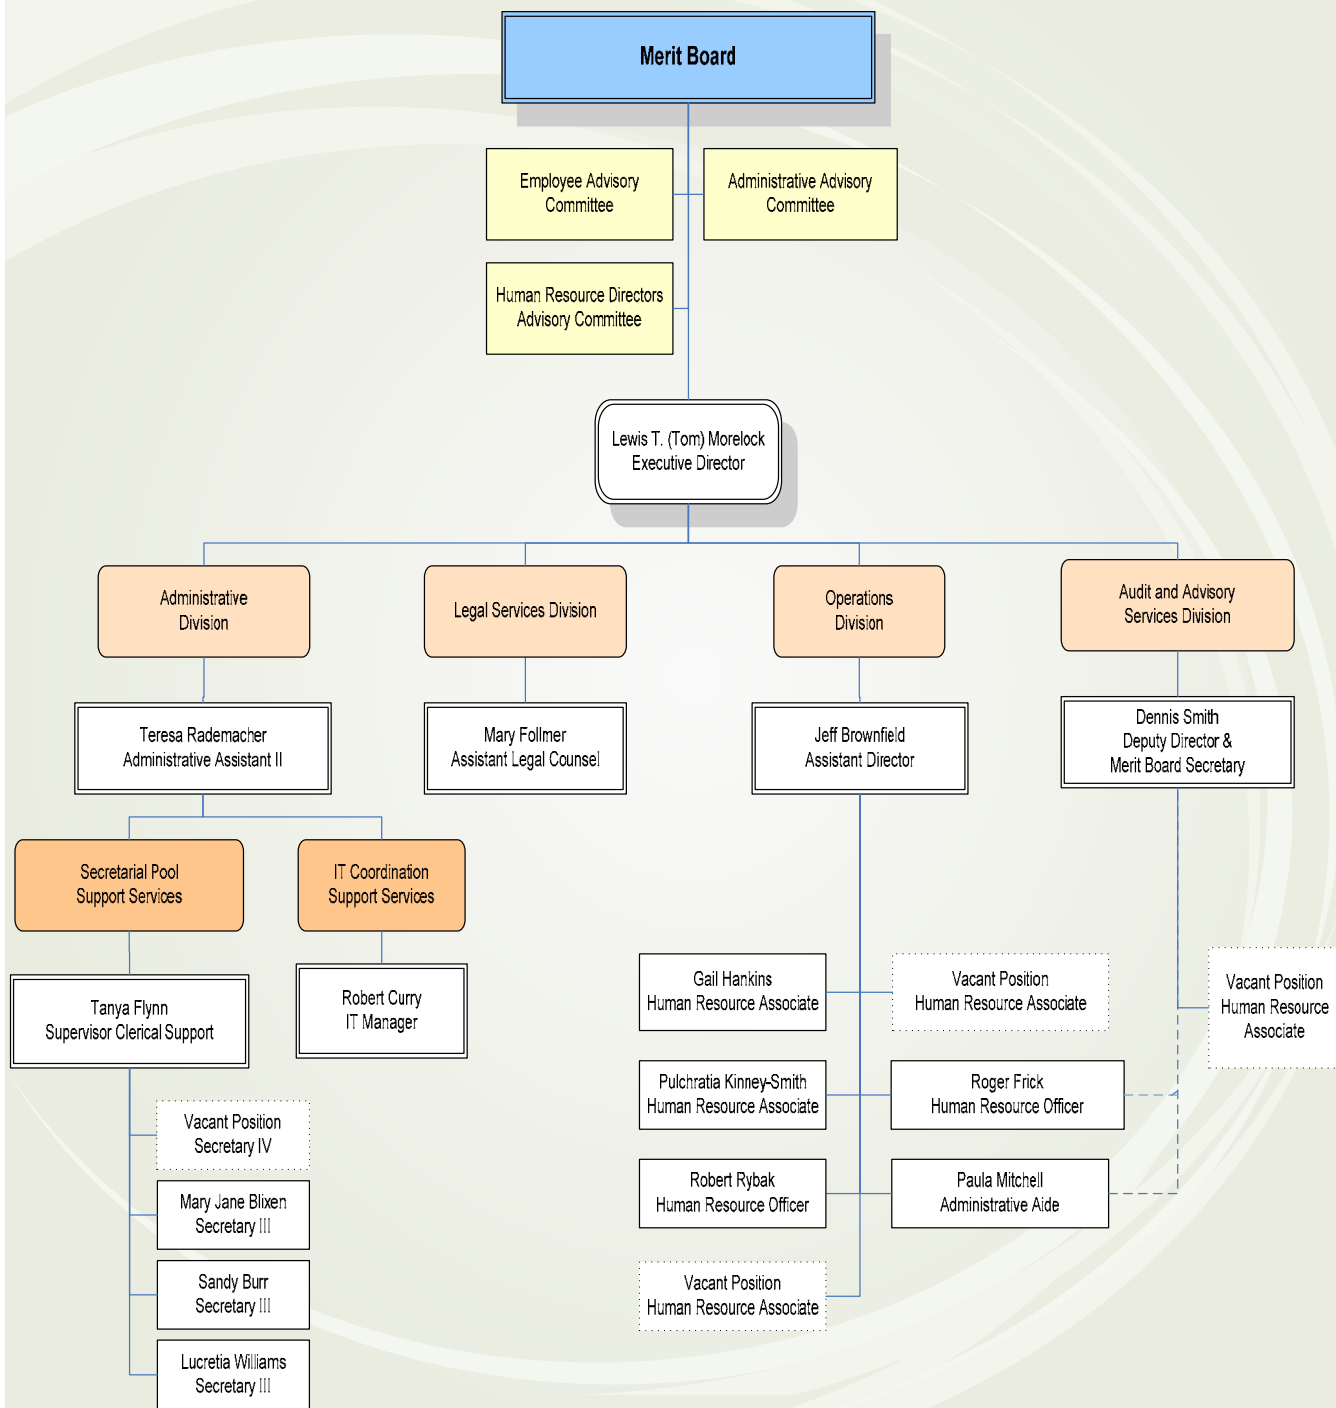 Merit Board
Employee Advisory
Committee
Administrative Advisory
Committee
Human Resource Directors
Advisory Committee
Lewis T. (Tom) Morelock
Executive Director
Administrative
Division
Legal Services Division
Operations
Division
Audit and Advisory
Services Division
Teresa Rademacher
Administrative Assistant II
Mary Follmer
Assistant Legal Counsel
Jeff Brownfield
Assistant Director
Dennis Smith
Deputy Director &
Merit Board Secretary
Secretarial Pool
Support Services
IT Coordination
Support Services
Tanya Flynn
Supervisor Clerical Support
Robert Curry
IT Manager
Gail Hankins
Human Resource Associate
Vacant Position
Human Resource Associate
Vacant Position
Human Resource
Associate
Pulchratia Kinney-Smith
Human Resource Associate
Roger Frick
Human Resource Officer
Robert Rybak
Human Resource Officer
Paula Mitchell
Administrative Aide
Vacant Position
Human Resource Associate
Vacant Position
Secretary IV
Mary Jane Blixen
Secretary III
Sandy Burr
Secretary III
Lucretia Williams
Secretary III